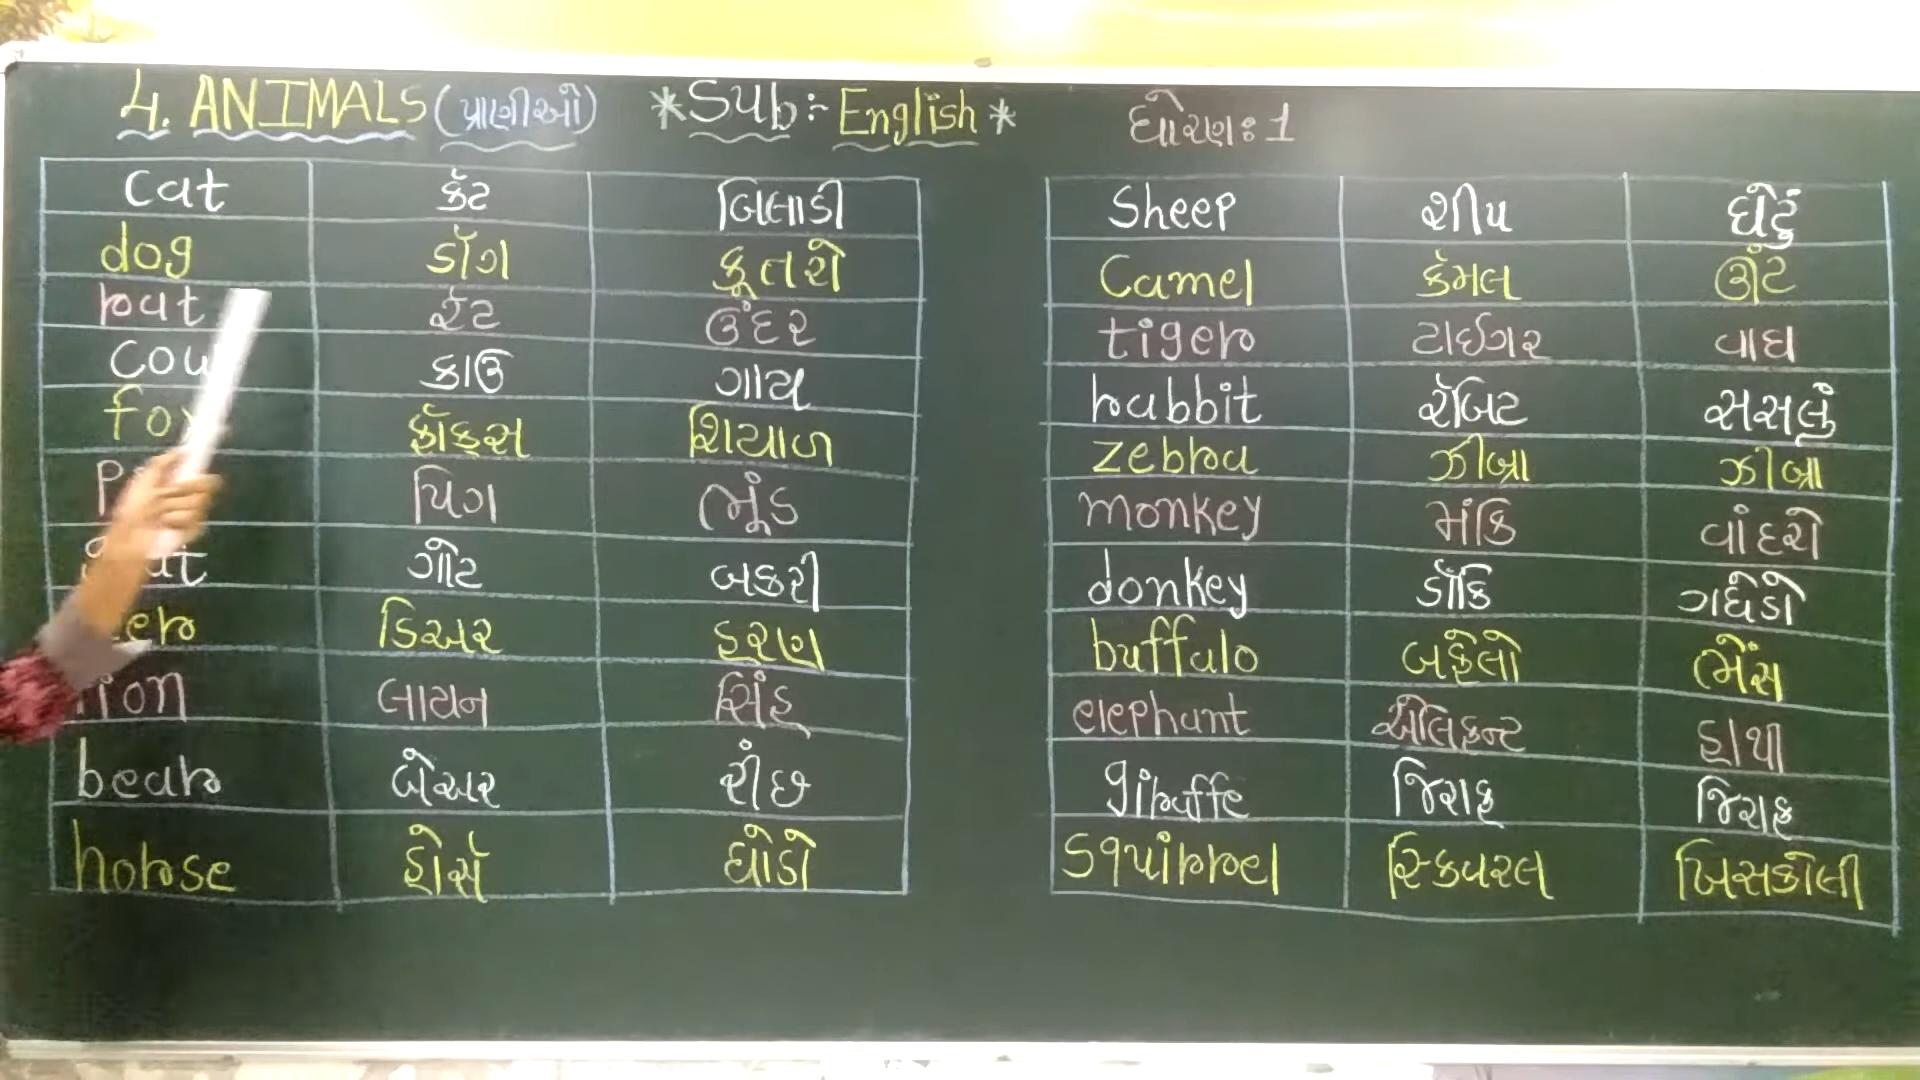 4. ANIMALS (પ્રાણીઓ) *Sub:- English* ધોરણ: 1
cat કૅટ બિલાડી
dog ડૉગ કૂતરો
rat રૅટ ઉંદર
કાઉ ગાય
ફૉક્સ શિયાળ
પિગ ભૂંડ
ગોટ બકરી
ડિઅર હરણ
lion લાયન સિંહ
bear બેઅર રીંછ
horse હોર્સ ઘોડો
Sheep શીપ ઘેટું
Camel કૅમલ ઊંટ
tiger ટાઈગર વાઘ
rabbit રૅબિટ સસલું
zebra ઝીબ્રા ઝીબ્રા
monkey મંકિ વાંદરો
donkey ડૉંકિ ગધેડો
buffalo બફેલો ભેંસ
elephant એલિફન્ટ હાથી
giraffe જિરાફ જિરાફ
squirrel સ્કિવરલ ખિસકોલી